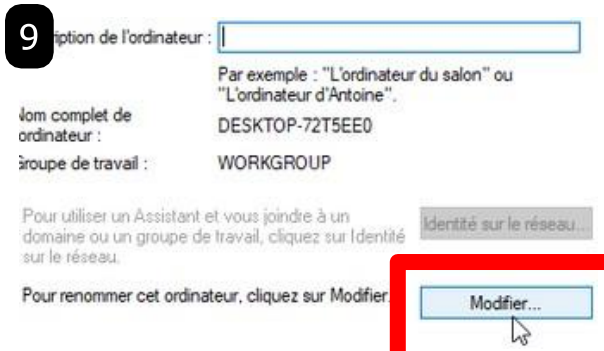 9
ription de l'ordinateur :
Par exemple : "L'ordinateur du salon" ou
"L'ordinateur d'Antoine".
Nom complet de
ordinateur :
DESKTOP-72T5EE0
Groupe de travail :
WORKGROUP
Pour utiliser un Assistant et vous joindre à un
domaine ou un groupe de travail, cliquez sur Identité
sur le réseau.
Identité sur le réseau...
Pour renommer cet ordinateur, cliquez sur Modifier.
Modifier...